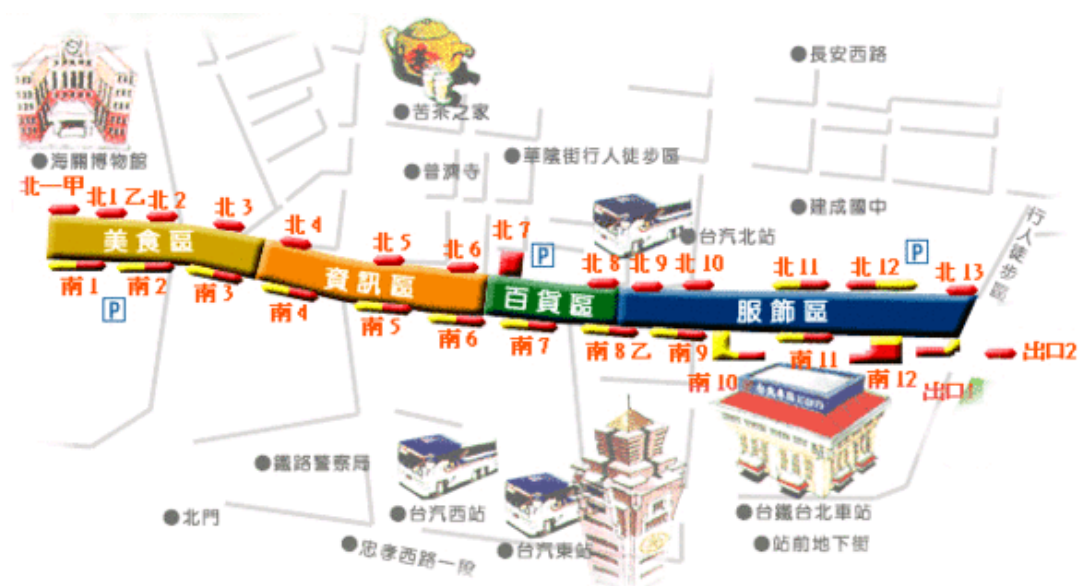 長安西路
苦茶之家
海關博物館
普濟寺
華陰街行人徒步區
建成國中
行人徒步區
台汽北站
北一甲
北1乙
北2
北3
北4
北5
北6
北7
P
北8
北9
北10
北11
北12
P
北13
美食區
資訊區
百貨區
服飾區
南1
P
南2
南3
南4
南5
南6
南7
南8乙
南9
南10
南11
南12
出口1
出口2
鐵路警察局
北門
台汽西站
忠孝西路一段
台汽東站
台鐵台北車站
站前地下街